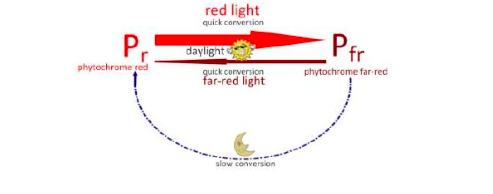 red light
quick conversion
Pr
daylight
Pfr
phytochrome red
quick conversion
phytochrome far-red
far-red light
slow conversion